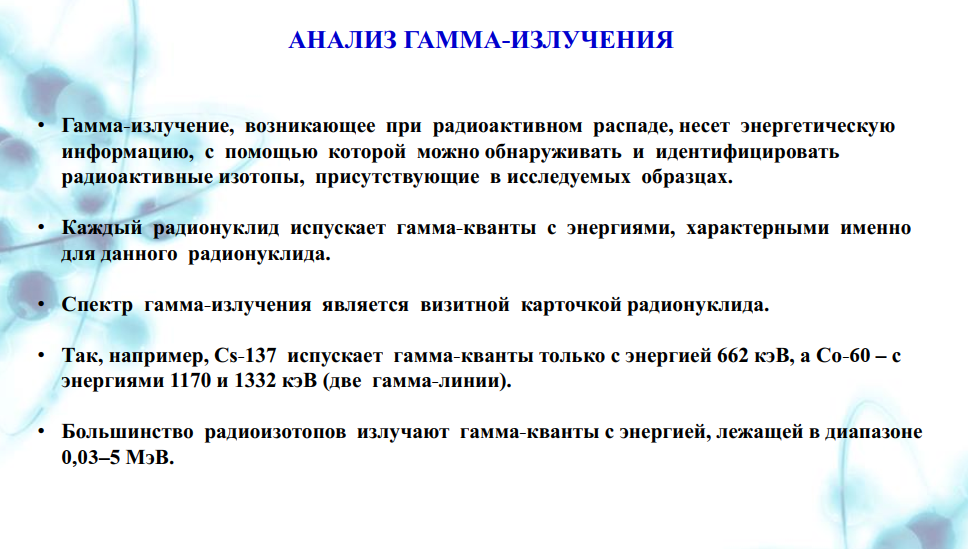 АНАЛИЗ ГАММА-ИЗЛУЧЕНИЯ
• Гамма-излучение, возникающее при радиоактивном распаде, несет энергетическую
информацию, с помощью которой можно обнаруживать и идентифицировать
радиоактивные изотопы, присутствующие в исследуемых образцах.
• Каждый радионуклид испускает гамма-кванты с энергиями, характерными именно
для данного радионуклида.
• Спектр гамма-излучения является визитной карточкой радионуклида.
• Так, например, Cs-137 испускает гамма-кванты только с энергией 662 кэВ, а Co-60 – с
энергиями 1170 и 1332 кэВ (две гамма-линии).
• Большинство радиоизотопов излучают гамма-кванты с энергией, лежащей в диапазоне
0,03–5 МэВ.